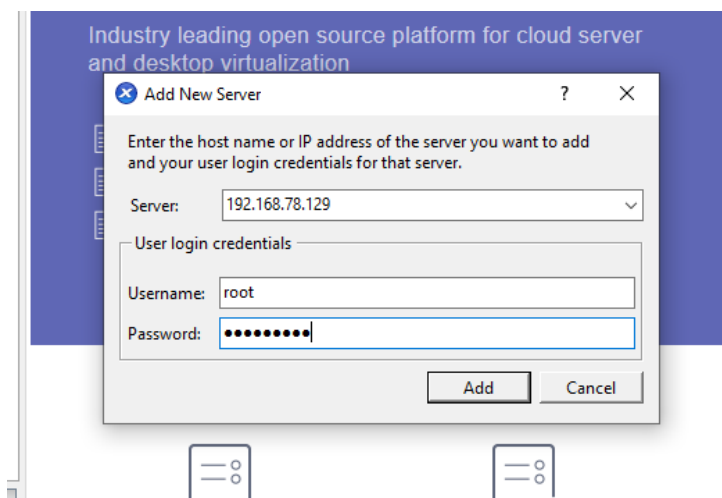 Industry leading open source platform for cloud server
and desktop virtualization
Add New Server
?
Enter the host name or IP address of the server you want to add
and your user login credentials for that server.
Server: 192.168.78.129
User login credentials
Username: root
Password: ●●●●●●●●●
Add Cancel